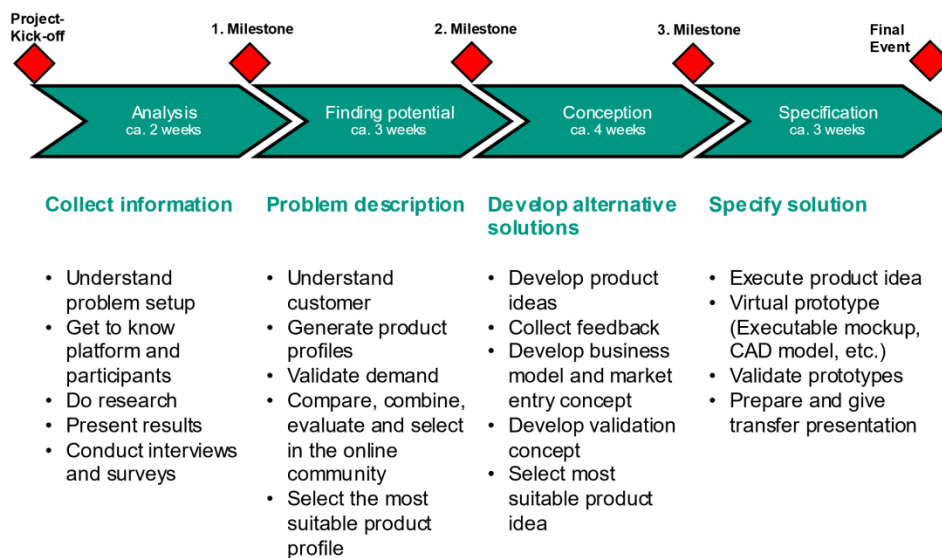 Project-
Kick-off
1. Milestone
2. Milestone
3. Milestone
Final
Event
Analysis
ca. 2 weeks
Finding potential
ca. 3 weeks
Conception
ca. 4 weeks
Specification
ca. 3 weeks
Collect information
• Understand
problem setup
• Get to know
platform and
participants
• Do research
• Present results
• Conduct interviews
and surveys
Problem description
• Understand
customer
• Generate product
profiles
• Validate demand
• Compare, combine,
evaluate and select
in the online
community
• Select the most
suitable product
profile
Develop alternative
solutions
• Develop product
ideas
• Collect feedback
• Develop business
model and market
entry concept
• Develop validation
concept
• Select most
suitable product
idea
Specify solution
• Execute product idea
• Virtual prototype
(Executable mockup,
CAD model, etc.)
• Validate prototypes
• Prepare and give
transfer presentation